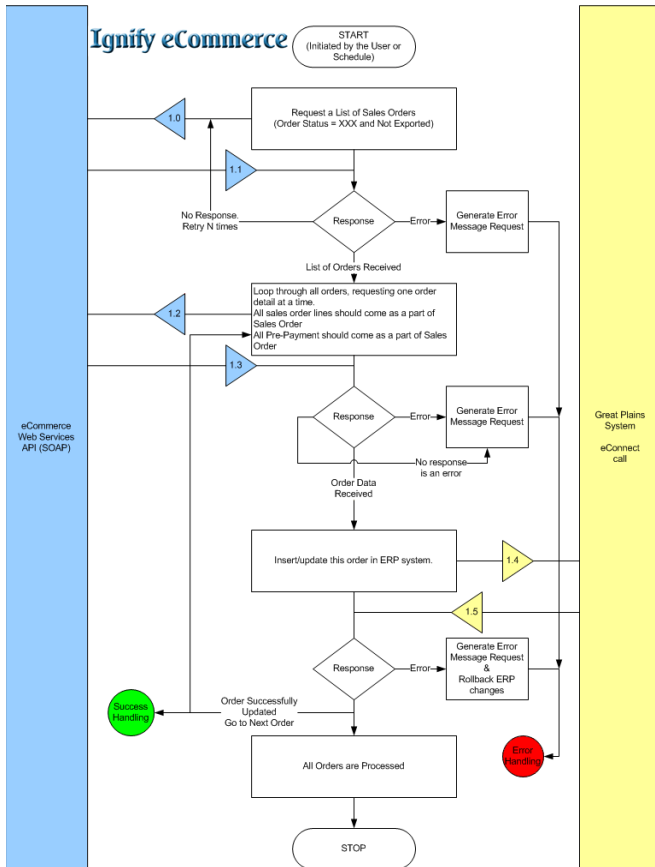 Ignify eCommerce
START
(Initiated by the User or
Schedule)
Request a List of Sales Orders
(Order Status = XXX and Not Exported)
1.0
1.1
No Response.
Retry N times
Response
Error
Generate Error
Message Request
List of Orders Received
Loop through all orders, requesting one order
detail at a time.
All sales order lines should come as a part of
Sales Order
All Pre-Payment should come as a part of Sales
Order
1.2
1.3
Response
Error
Generate Error
Message Request
No response
is an error
eCommerce
Web Services
API (SOAP)
Great Plains
System
eConnect
call
Order Data
Received
Insert/update this order in ERP system.
1.4
1.5
Response
Error
Generate Error
Message Request
&
Rollback ERP
changes
Success
Handling
Order Successfully
Updated
Go to Next Order
Error
Handling
All Orders are Processed
STOP